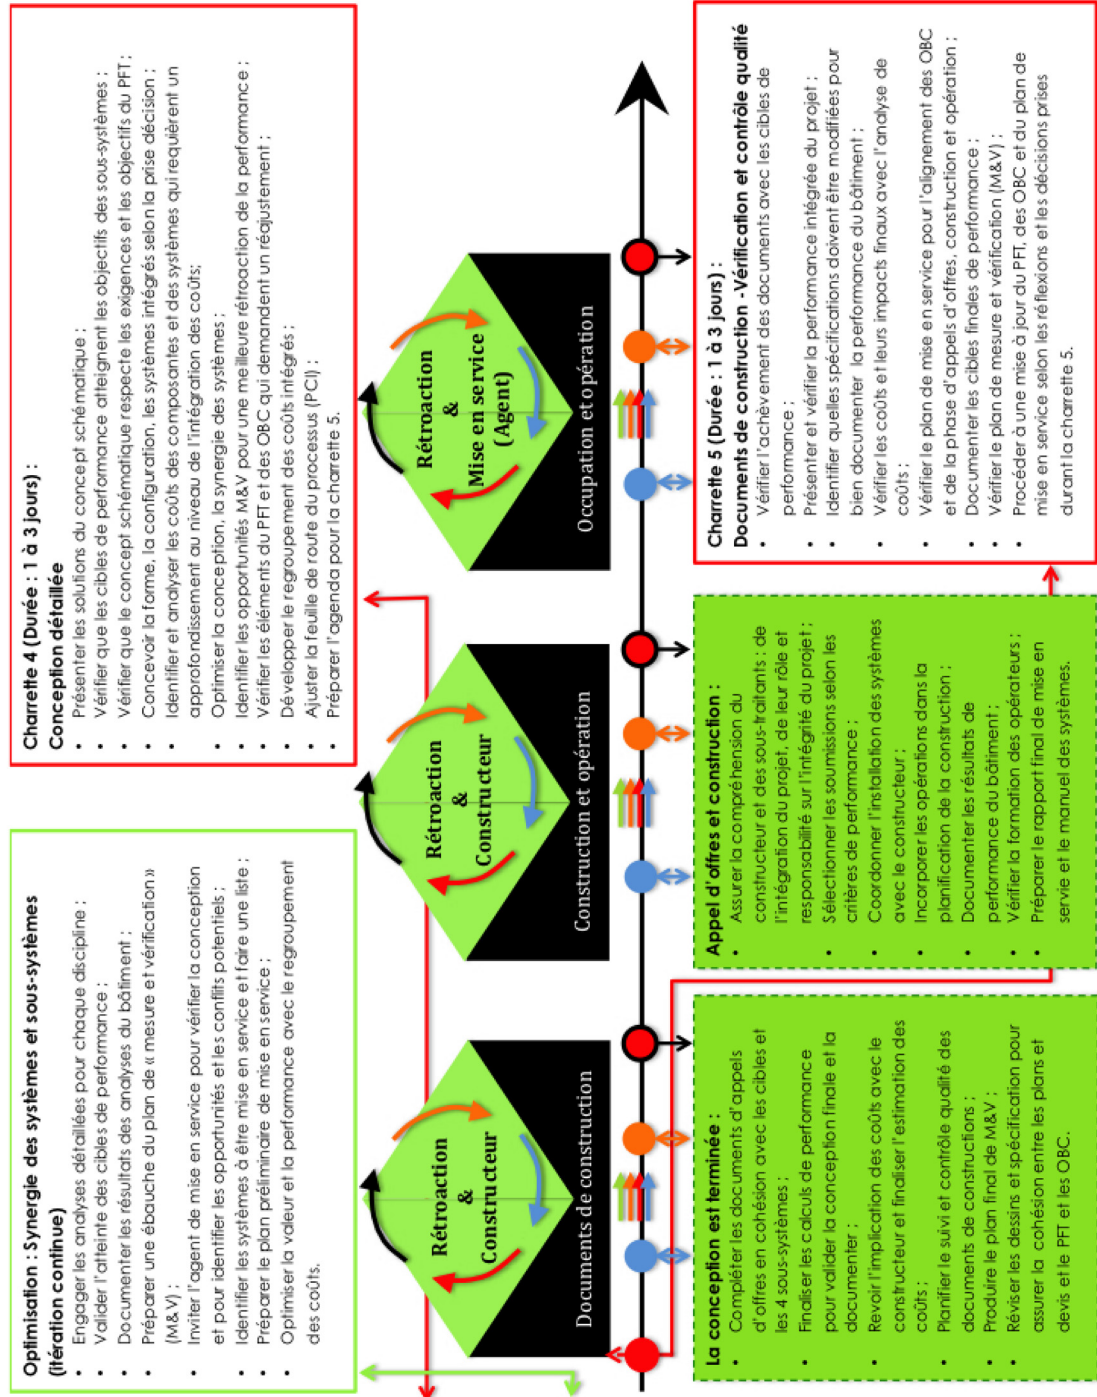 Optimisation : Synergie des systèmes et sous-systèmes
(itération continue)
• Engager les analyses détaillées pour chaque discipline ;
• Valider l'atteinte des cibles de performance ;
• Documenter les résultats des analyses du bâtiment ;
• Préparer une ébauche du plan de « mesure et vérification »
(M&V) ;
• Inviter l'agent de mise en service pour vérifier la conception
et pour identifier les opportunités et les conflits potentiels ;
• Identifier les systèmes à être mise en service et faire une liste ;
• Préparer le plan préliminaire de mise en service ;
• Optimiser la valeur et la performance avec le regroupement
des coûts.
Charrette 4 (Durée : 1 à 3 jours) :
Conception détaillée
• Présenter les solutions du concept schématique ;
• Vérifier que les cibles de performance atteignent les objectifs des sous-systèmes ;
• Vérifier que le concept schématique respecte les exigences et les objectifs du PFT ;
• Concevoir la forme, la configuration, les systèmes intégrés selon la prise décision ;
• Identifier et analyser les coûts des composantes et des systèmes qui requièrent un
approfondissement au niveau de l'intégration des coûts;
• Optimiser la conception, la synergie des systèmes ;
• Identifier les opportunités M&V pour une meilleure rétroaction de la performance ;
• Vérifier les éléments du PFT et des OBC qui demandent un réajustement ;
• Développer le regroupement des coûts intégrés ;
• Ajuster la feuille de route du processus (PCI) ;
• Préparer l'agenda pour la charrette 5.
Rétroaction
&
Constructeur
Documents de construction
Rétroaction
&
Constructeur
Construction et opération
Rétroaction
&
Mise en service
(Agent)
Occupation et opération
La conception est terminée :
• Compléter les documents d'appels
d'offres en cohésion avec les cibles et
les 4 sous-systèmes ;
• Finaliser les calculs de performance
pour valider la conception finale et la
documenter ;
• Revoir l'implication des coûts avec le
constructeur et finaliser l'estimation des
coûts ;
• Planifier le suivi et contrôle qualité des
documents de constructions ;
• Produire le plan final de M&V ;
• Réviser les dessins et spécification pour
assurer la cohésion entre les plans et
devis et le PFT et les OBC.
Appel d'offres et construction :
• Assurer la compréhension du
constructeur et des sous-traitants ; de
l'intégration du projet, de leur rôle et
responsabilité sur l'intégrité du projet ;
• Sélectionner les soumissions selon les
critères de performance ;
• Coordonner l'installation des systèmes
avec le constructeur ;
• Incorporer les opérations dans la
planification de la construction ;
• Documenter les résultats de
performance du bâtiment ;
• Vérifier la formation des opérateurs ;
• Préparer le rapport final de mise en
servie et le manuel des systèmes.
Charrette 5 (Durée : 1 à 3 jours) :
Documents de construction -Vérification et contrôle qualité
• Vérifier l'achèvement des documents avec les cibles de
performance ;
• Présenter et vérifier la performance intégrée du projet ;
• Identifier quelles spécifications doivent être modifiées pour
bien documenter la performance du bâtiment ;
• Vérifier les coûts et leurs impacts finaux avec l'analyse de
coûts ;
• Vérifier le plan de mise en service pour l'alignement des OBC
et de la phase d'appels d'offres, construction et opération ;
• Documenter les cibles finales de performance ;
• Vérifier le plan de mesure et vérification (M&V) ;
• Procéder à une mise à jour du PFT, des OBC et du plan de
mise en service selon les réflexions et les décisions prises
durant la charrette 5.